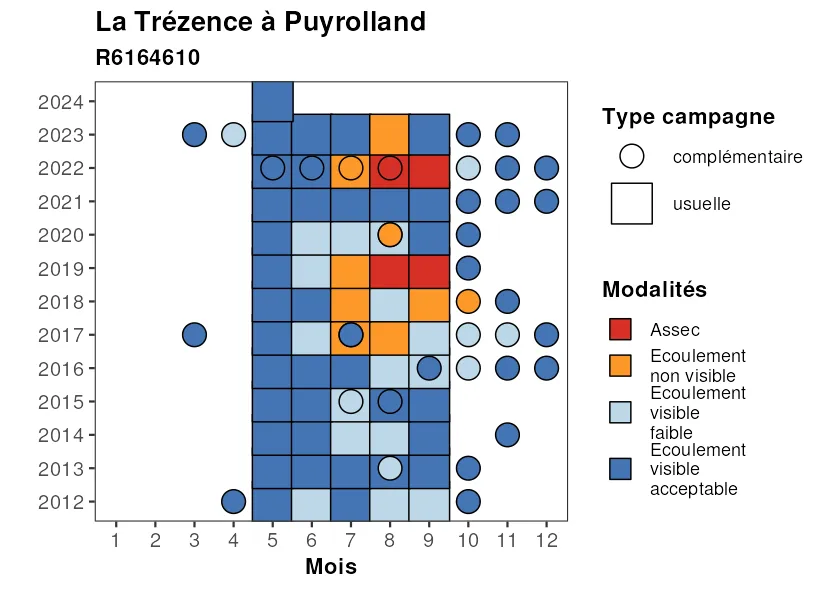 La Trézence à Puyrolland
R6164610
2024
2023
2022
2021
2020
2019
2018
2017
2016
2015
2014
2013
2012
1 2 3 4 5 6 7 8 9 10 11 12
Mois
Type campagne
complémentaire
usuelle
Modalités
Assec
Ecoulement
non visible
Ecoulement
visible
faible
Ecoulement
visible
acceptable